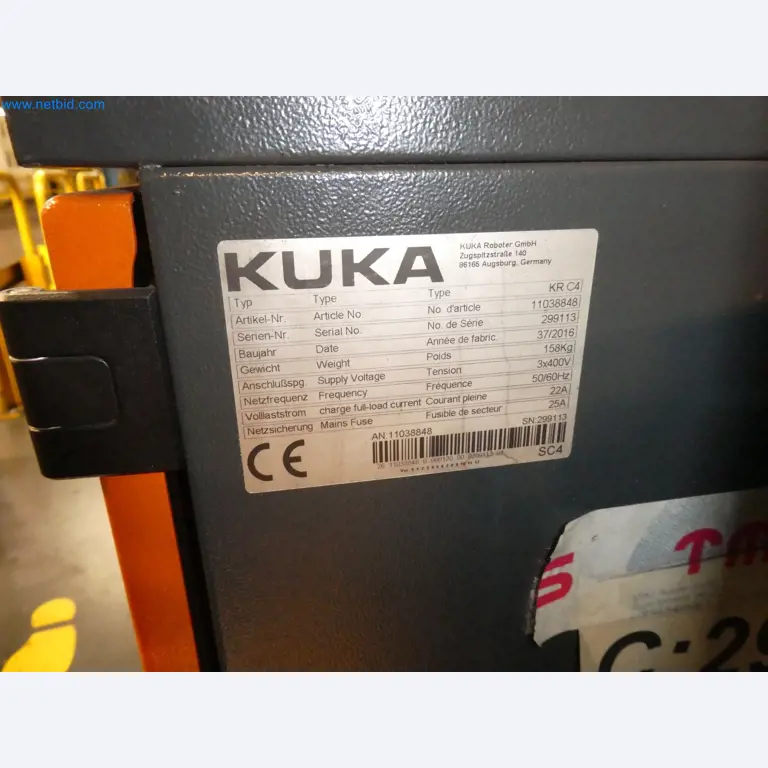 www.netbid.com
KUKA
KUKA Roboter GmbH
Zugspitzstraße 140
86165 Augsburg, Germany
Typ Type Type KR C4
Artikel-Nr. Article No. No. d'article 11038848
Serien-Nr. Serial No. No. de Série 299113
Baujahr Date Année de fabric. 37/2016
Gewicht Weight Poids 158Kg
Anschlußspg. Supply Voltage Tension 3x400V
Netzfrequenz Frequency Fréquence 50/60Hz
Volllaststrom charge full-load current Courant pleine 22A
Netzsicherung Mains Fuse Fusible de secteur 25A
AN 11038848 SN:299113
CE SC4
S TM
C:29